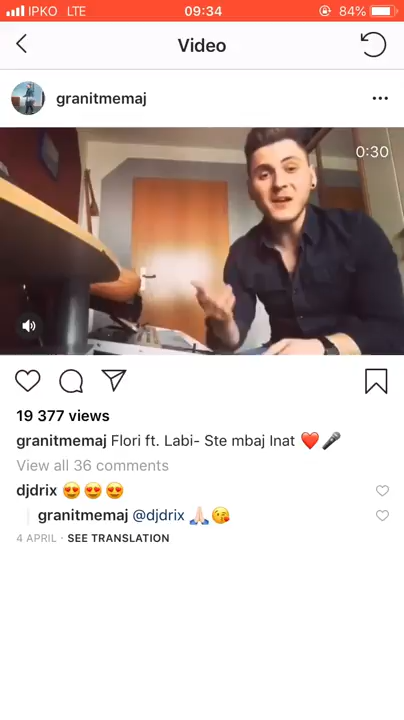 IPKO LTE 09:34 84%
Video
granitmemaj
0:30
19 377 views
granitmemaj Flori ft. Labi- Ste mbaj Inat ❤️🎤
View all 36 comments
djdrix 😍😍😍
granitmemaj @djdrix 🙏🏻😘
4 APRIL · SEE TRANSLATION